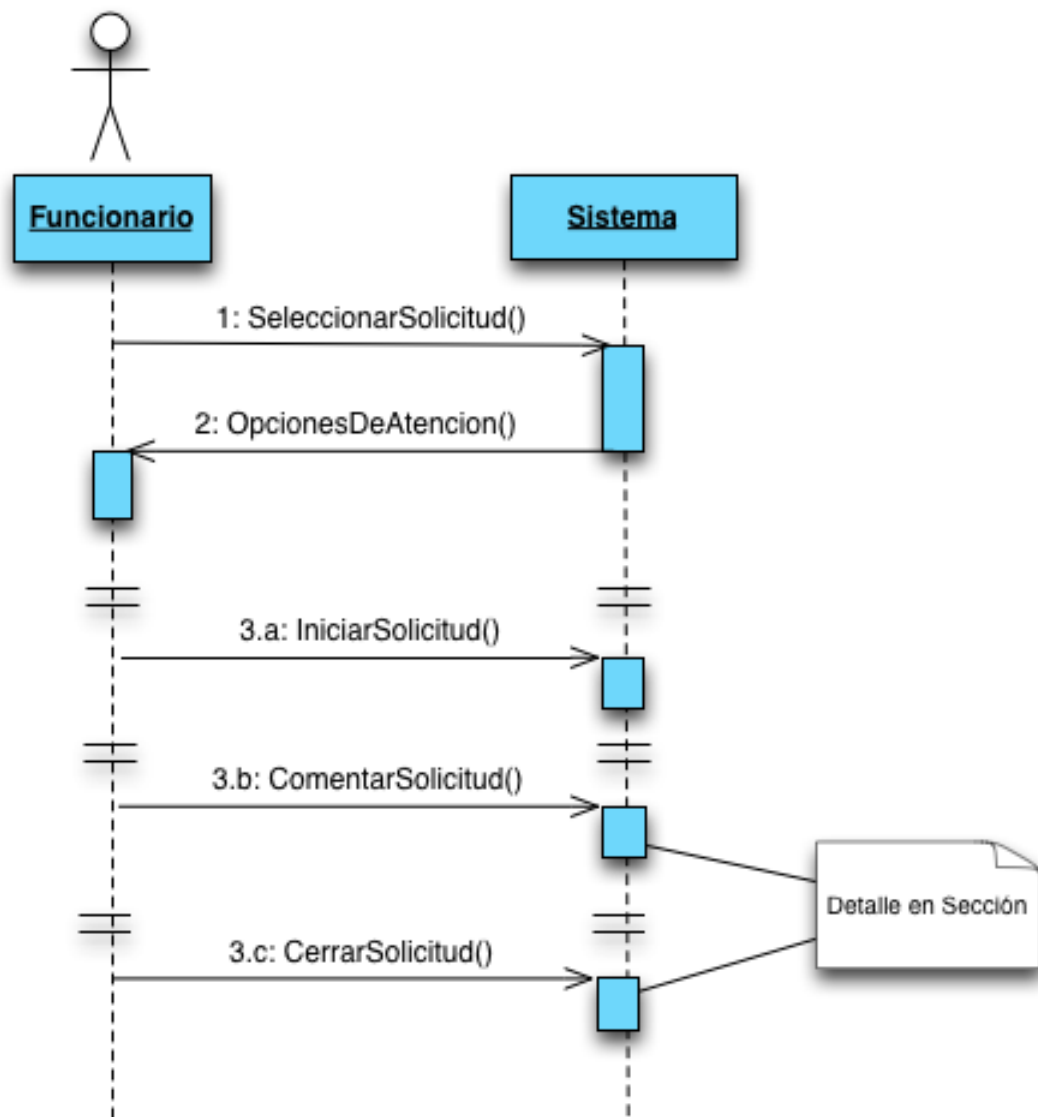 Funcionario
Sistema
1: SeleccionarSolicitud()
2: OpcionesDeAtencion()
3.a: IniciarSolicitud()
3.b: ComentarSolicitud()
Detalle en Sección
3.c: CerrarSolicitud()